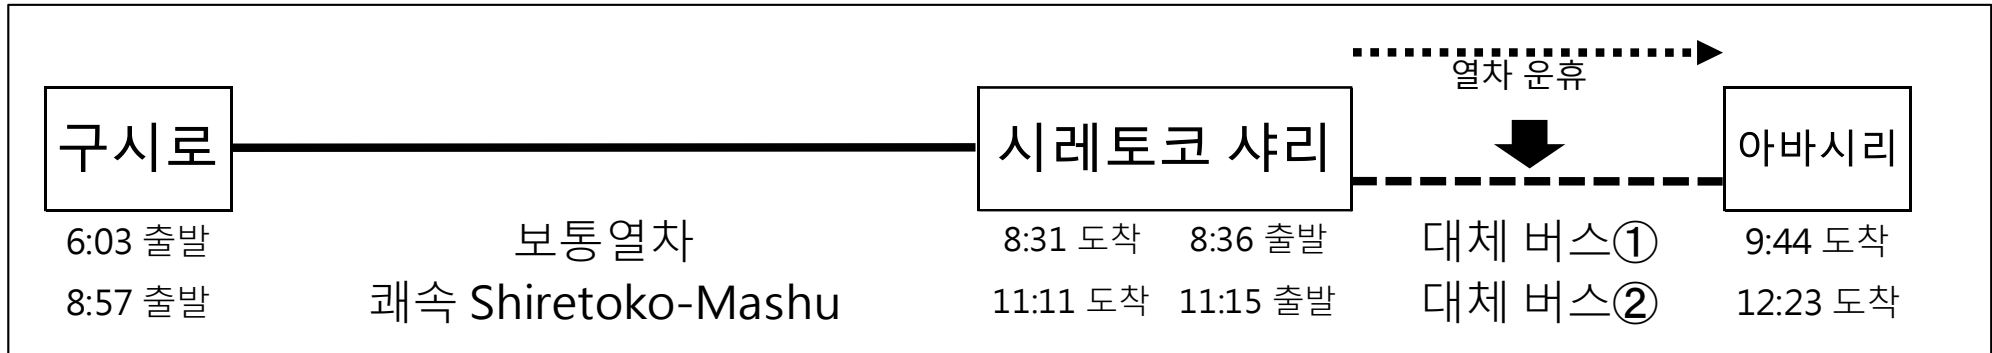 열차 운휴
구시로
시레토코 샤리
아바시리
6:03 출발 보통열차 8:31 도착 8:36 출발 대체 버스① 9:44 도착
8:57 출발 쾌속 Shiretoko-Mashu 11:11 도착 11:15 출발 대체 버스② 12:23 도착